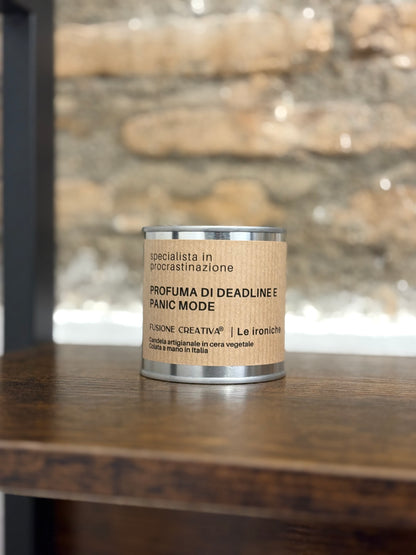 specialista in
procrastinazione
PROFUMA DI DEADLINE E
PANIC MODE
FUSIONE CREATIVA® | Le ironiche
Candela artigianale in cera vegetale
Colata a mano in Italia